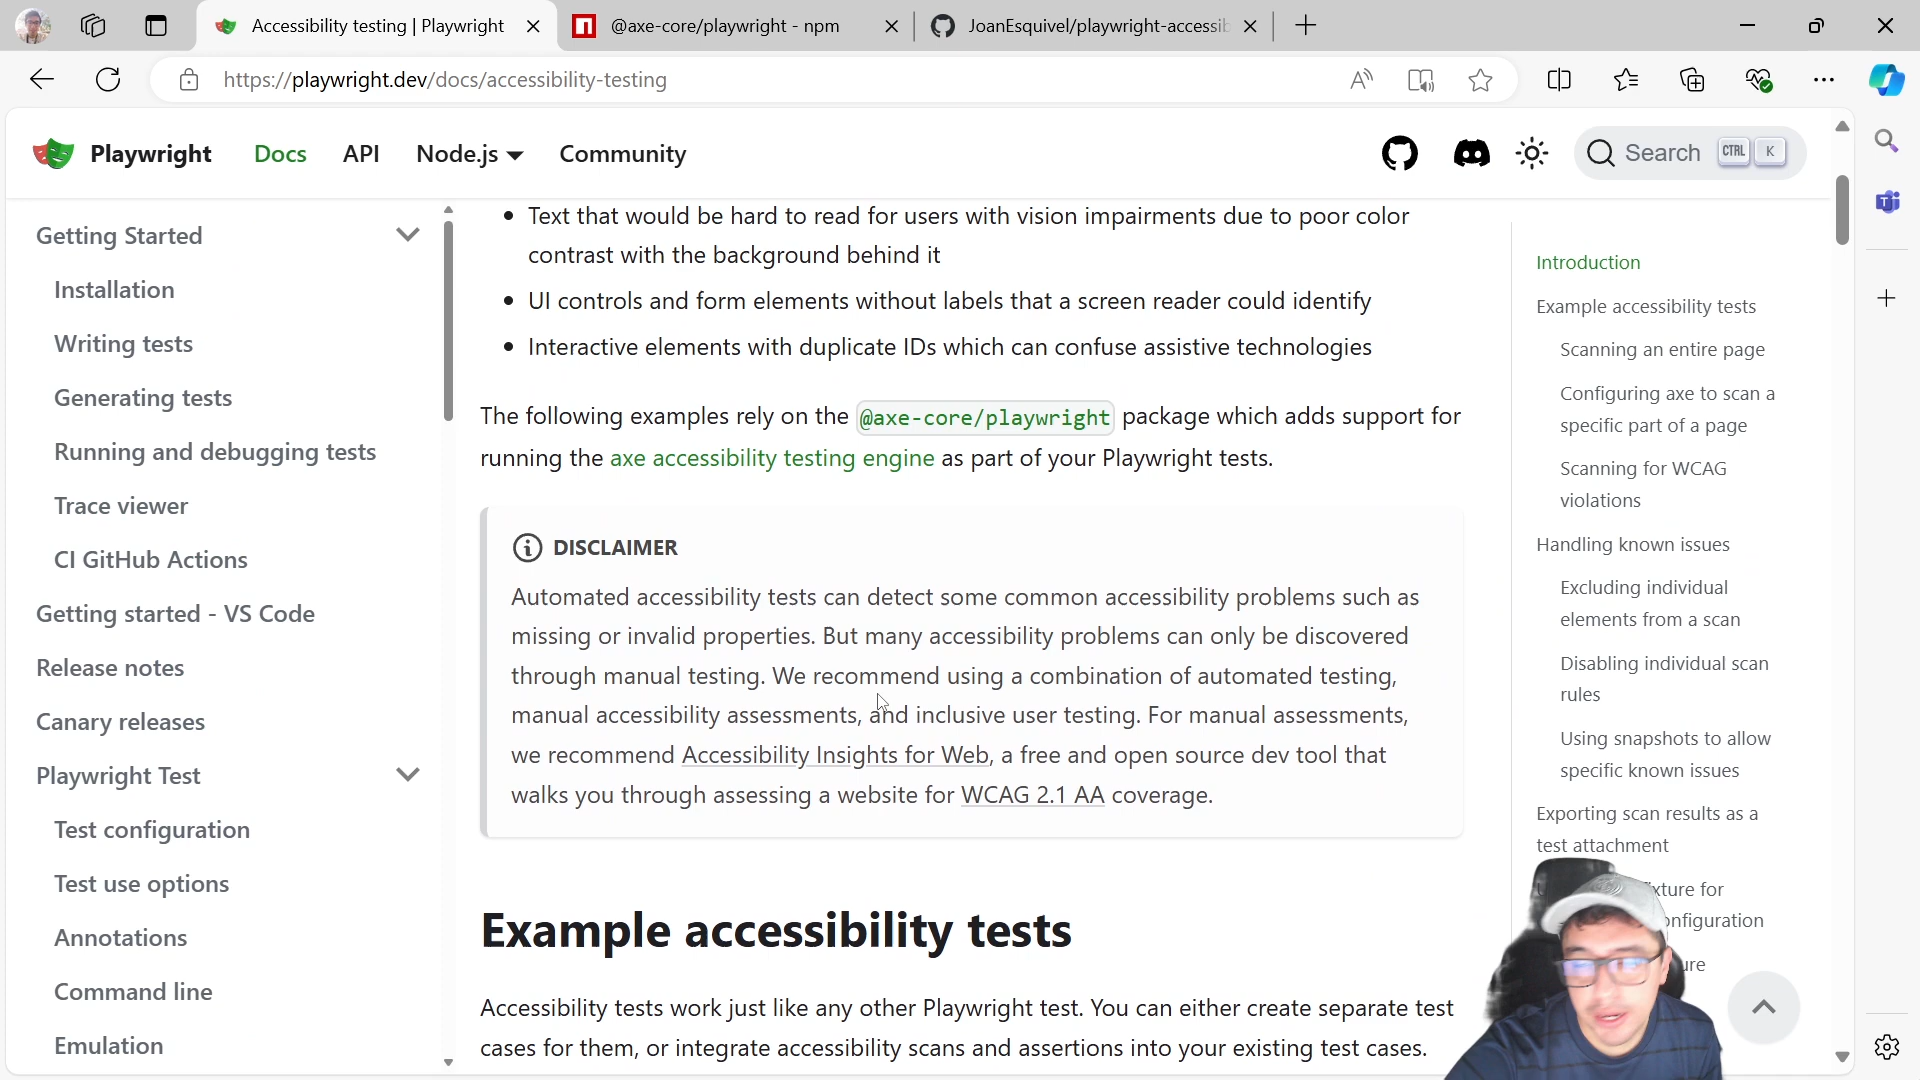 Accessibility testing | Playwright
@axe-core/playwright - npm
JoanEsquivel/playwright-accessib
https://playwright.dev/docs/accessibility-testing
Playwright
Docs
API
Node.js
Community
Search
CTRL
K
Getting Started
Installation
Writing tests
Generating tests
Running and debugging tests
Trace viewer
CI GitHub Actions
Getting started - VS Code
Release notes
Canary releases
Playwright Test
Test configuration
Test use options
Annotations
Command line
Emulation
Text that would be hard to read for users with vision impairments due to poor color
contrast with the background behind it
UI controls and form elements without labels that a screen reader could identify
Interactive elements with duplicate IDs which can confuse assistive technologies
The following examples rely on the @axe-core/playwright package which adds support for
running the axe accessibility testing engine as part of your Playwright tests.
DISCLAIMER
Automated accessibility tests can detect some common accessibility problems such as
missing or invalid properties. But many accessibility problems can only be discovered
through manual testing. We recommend using a combination of automated testing,
manual accessibility assessments, and inclusive user testing. For manual assessments,
we recommend Accessibility Insights for Web, a free and open source dev tool that
walks you through assessing a website for WCAG 2.1 AA coverage.
Example accessibility tests
Accessibility tests work just like any other Playwright test. You can either create separate test
cases for them, or integrate accessibility scans and assertions into your existing test cases.
Introduction
Example accessibility tests
Scanning an entire page
Configuring axe to scan a
specific part of a page
Scanning for WCAG
violations
Handling known issues
Excluding individual
elements from a scan
Disabling individual scan
rules
Using snapshots to allow
specific known issues
Exporting scan results as a
test attachment
for